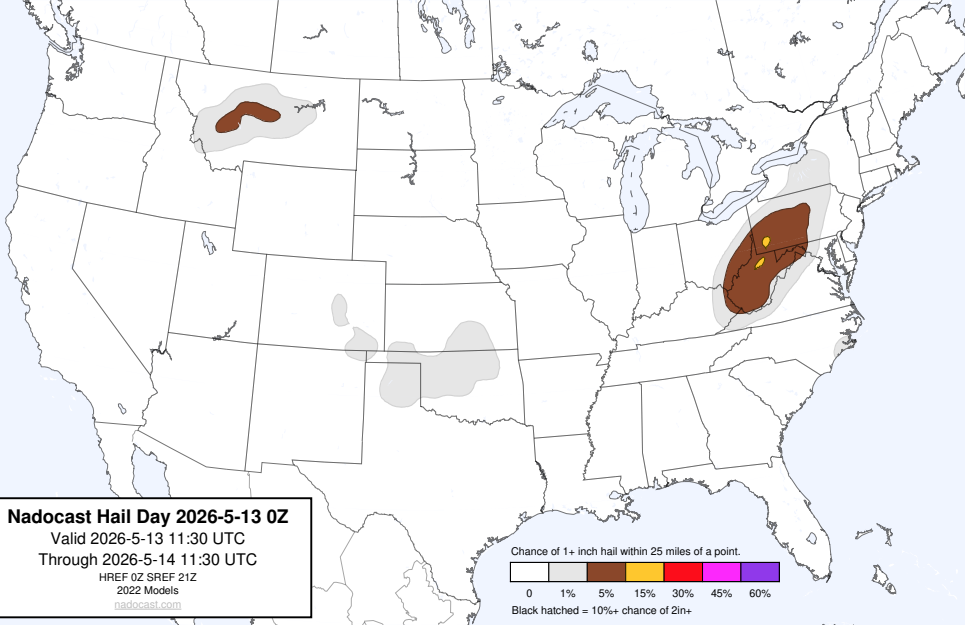 Nadocast Hail Day 2026-5-13 0Z
Valid 2026-5-13 11:30 UTC
Through 2026-5-14 11:30 UTC
HREF 0Z SREF 21Z
2022 Models
nadocast.com
Chance of 1+ inch hail within 25 miles of a point.
0 1% 5% 15% 30% 45% 60%
Black hatched = 10%+ chance of 2in+